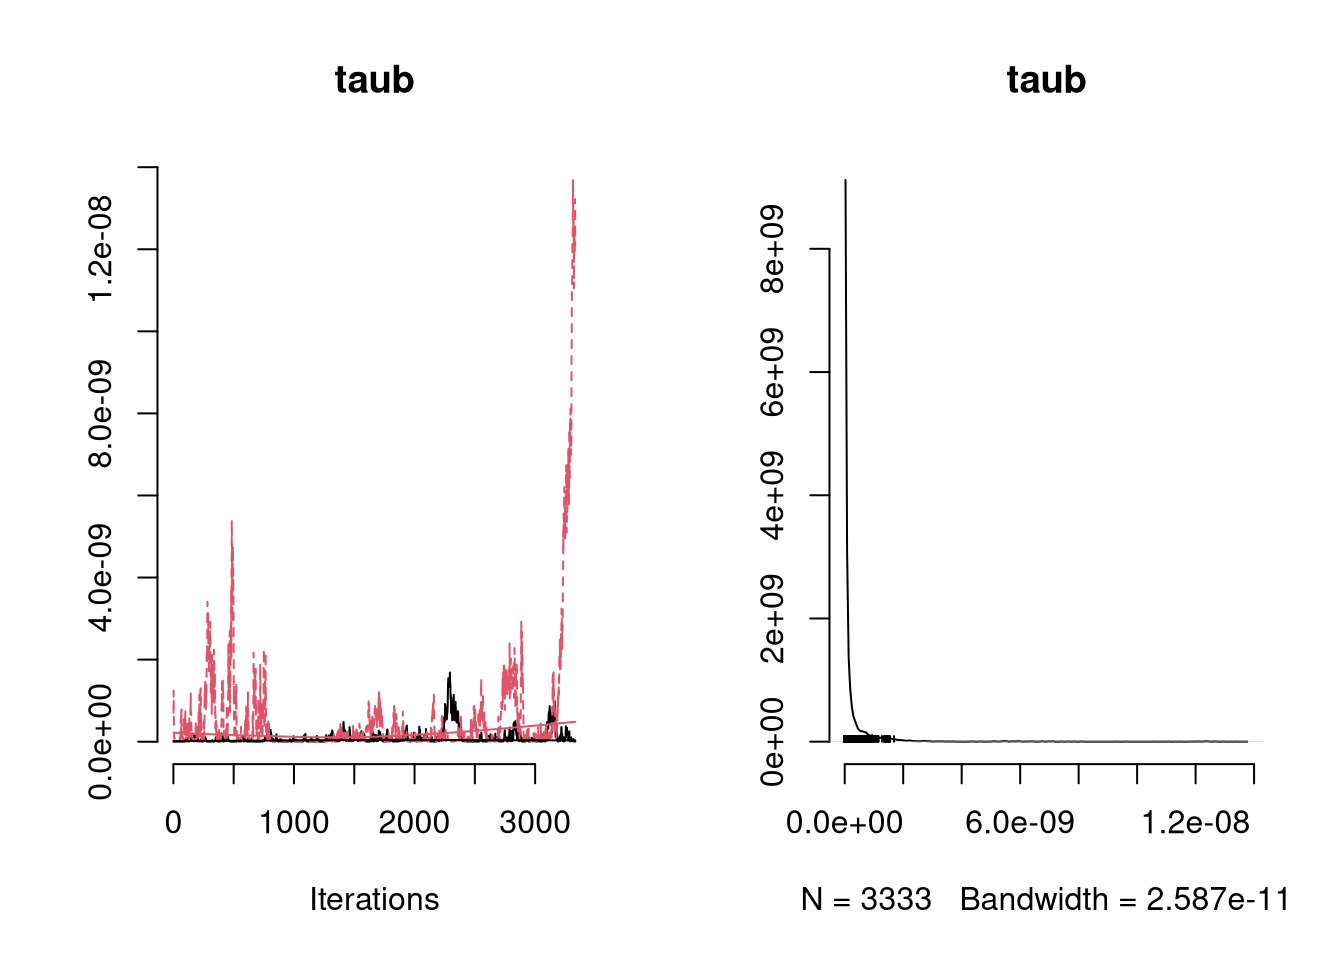 taub
1.2e-08
8.0e-09
4.0e-09
0.0e+00
0 1000 2000 3000
Iterations
taub
8e+09
6e+09
4e+09
2e+09
0e+00
0.0e+00 6.0e-09 1.2e-08
N = 3333 Bandwidth = 2.587e-11